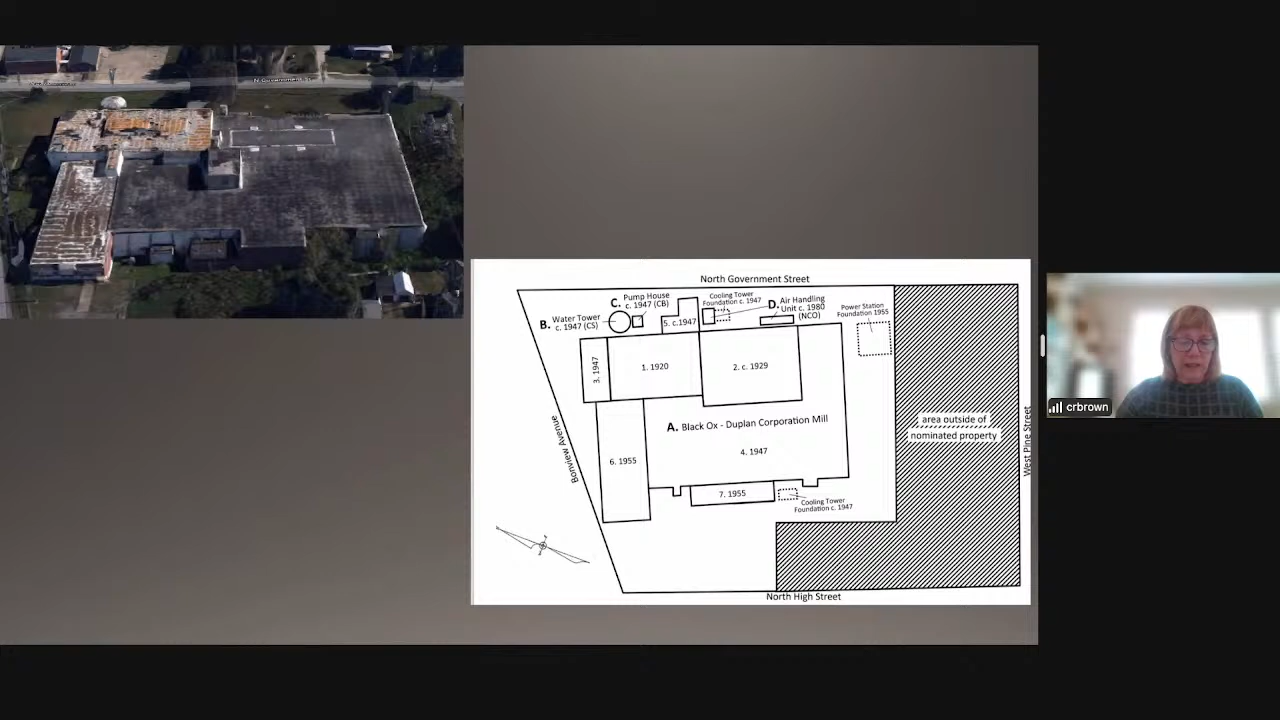 N Government St
North Government Street
C. Pump House
c. 1947 (CB)
Cooling Tower
Foundation c. 1947
D. Air Handling
Unit c. 1980
(NCO)
Power Station
Foundation 1955
B. Water Tower
c. 1947 (CS)
5. c.1947
3. 1947
1. 1920
2. c. 1929
A. Black Ox - Duplan Corporation Mill
4. 1947
6. 1955
7. 1955
Cooling Tower
Foundation c. 1947
Bonview Avenue
area outside of
nominated property
West Pine Street
North High Street
crbrown